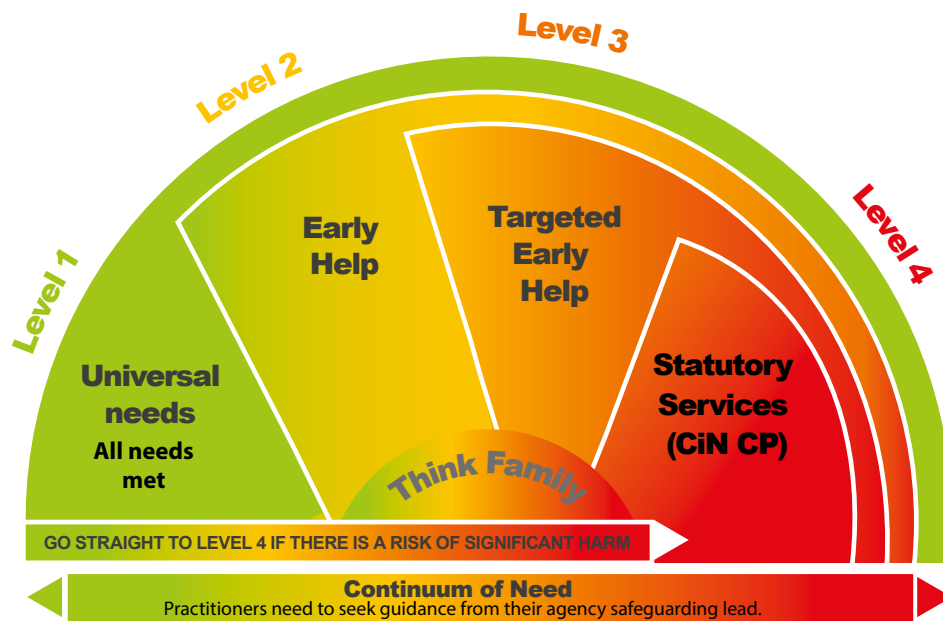 Level 1
Level 2
Level 3
Level 4
Universal
needs
All needs
met
Early
Help
Targeted
Early
Help
Statutory
Services
(CiN CP)
Think Family
GO STRAIGHT TO LEVEL 4 IF THERE IS A RISK OF SIGNIFICANT HARM
Continuum of Need
Practitioners need to seek guidance from their agency safeguarding lead.